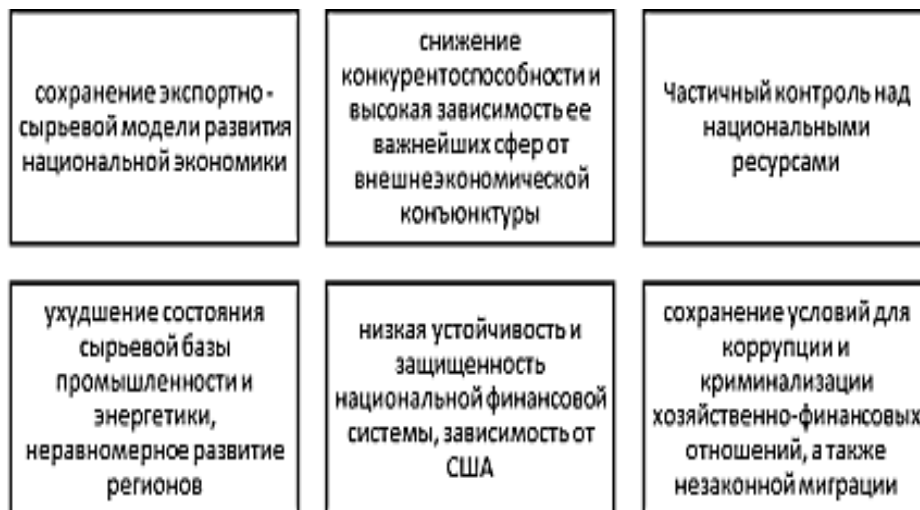 сохранение экспортно -
сырьевой модели развития
национальной экономики
снижение
конкурентоспособности и
высокая зависимость ее
важнейших сфер от
внешнеэкономической
конъюнктуры
Частичный контроль над
национальными
ресурсами
ухудшение состояния
сырьевой базы
промышленности и
энергетики,
неравномерное развитие
регионов
низкая устойчивость и
защищенность
национальной финансовой
системы, зависимость от
США
сохранение условий для
коррупции и
криминализации
хозяйственно-финансовых
отношений, а также
незаконной миграции